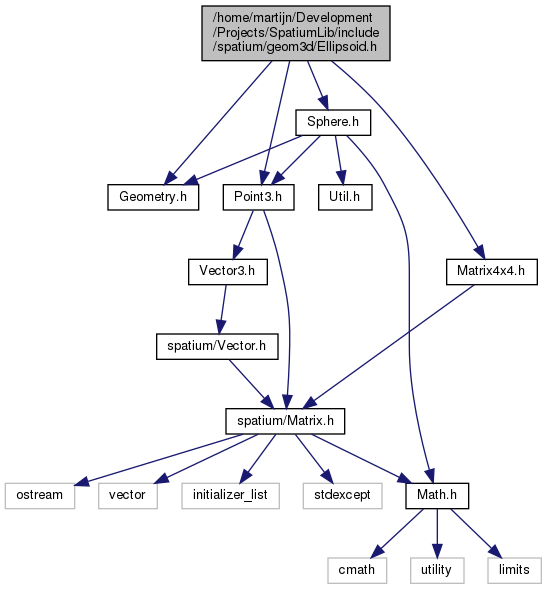 /home/martijn/Development
/Projects/SpatiumLib/include
/spatium/geom3d/Ellipsoid.h
Sphere.h
Geometry.h
Point3.h
Util.h
Vector3.h
Matrix4x4.h
spatium/Vector.h
spatium/Matrix.h
ostream
vector
initializer_list
stdexcept
Math.h
cmath
utility
limits